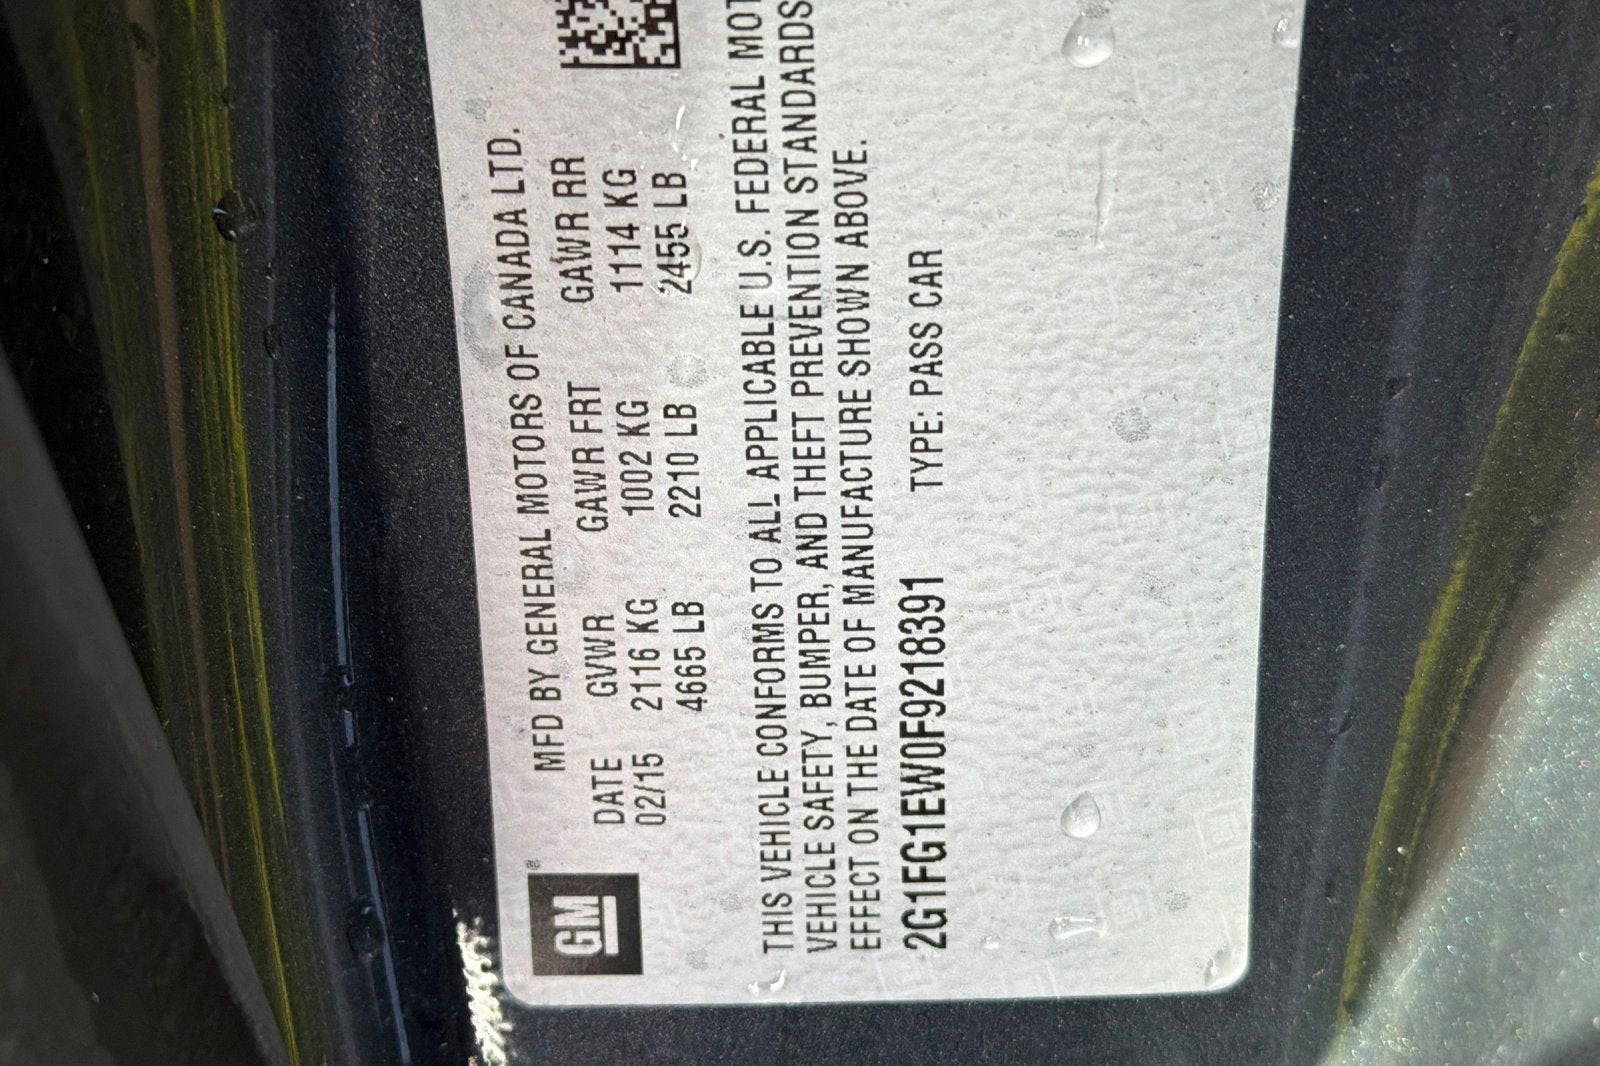 GM®
MFD BY GENERAL MOTORS OF CANADA LTD.
DATE GVWR GAWR FRT GAWR RR
02/15 2116 KG 1002 KG 1114 KG
4665 LB 2210 LB 2455 LB
THIS VEHICLE CONFORMS TO ALL APPLICABLE U.S. FEDERAL MOT
VEHICLE SAFETY, BUMPER, AND THEFT PREVENTION STANDARDS
EFFECT ON THE DATE OF MANUFACTURE SHOWN ABOVE.
2G1FG1EW0F9218391 TYPE: PASS CAR